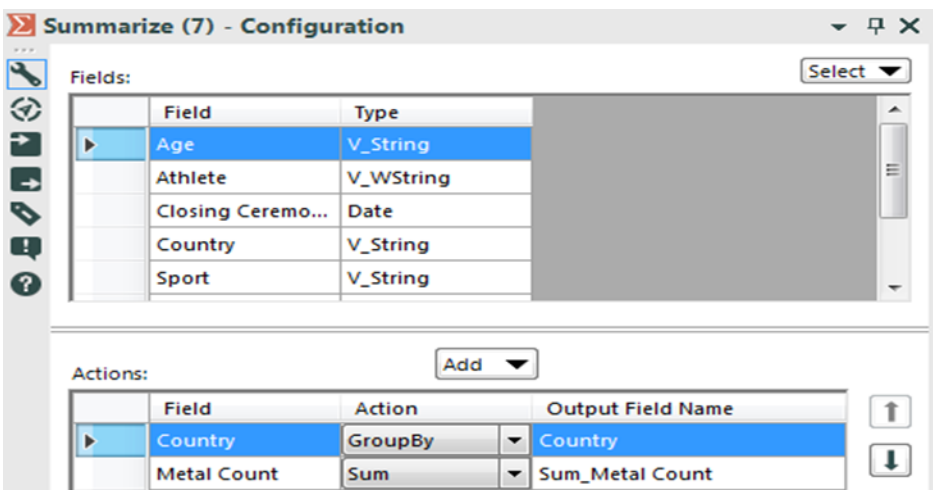 Summarize (7) - Configuration
Fields:
Select
Field Type
Age V_String
Athlete V_WString
Closing Ceremo... Date
Country V_String
Sport V_String
Add
Actions:
Field Action Output Field Name
Country GroupBy Country
Metal Count Sum Sum_Metal Count